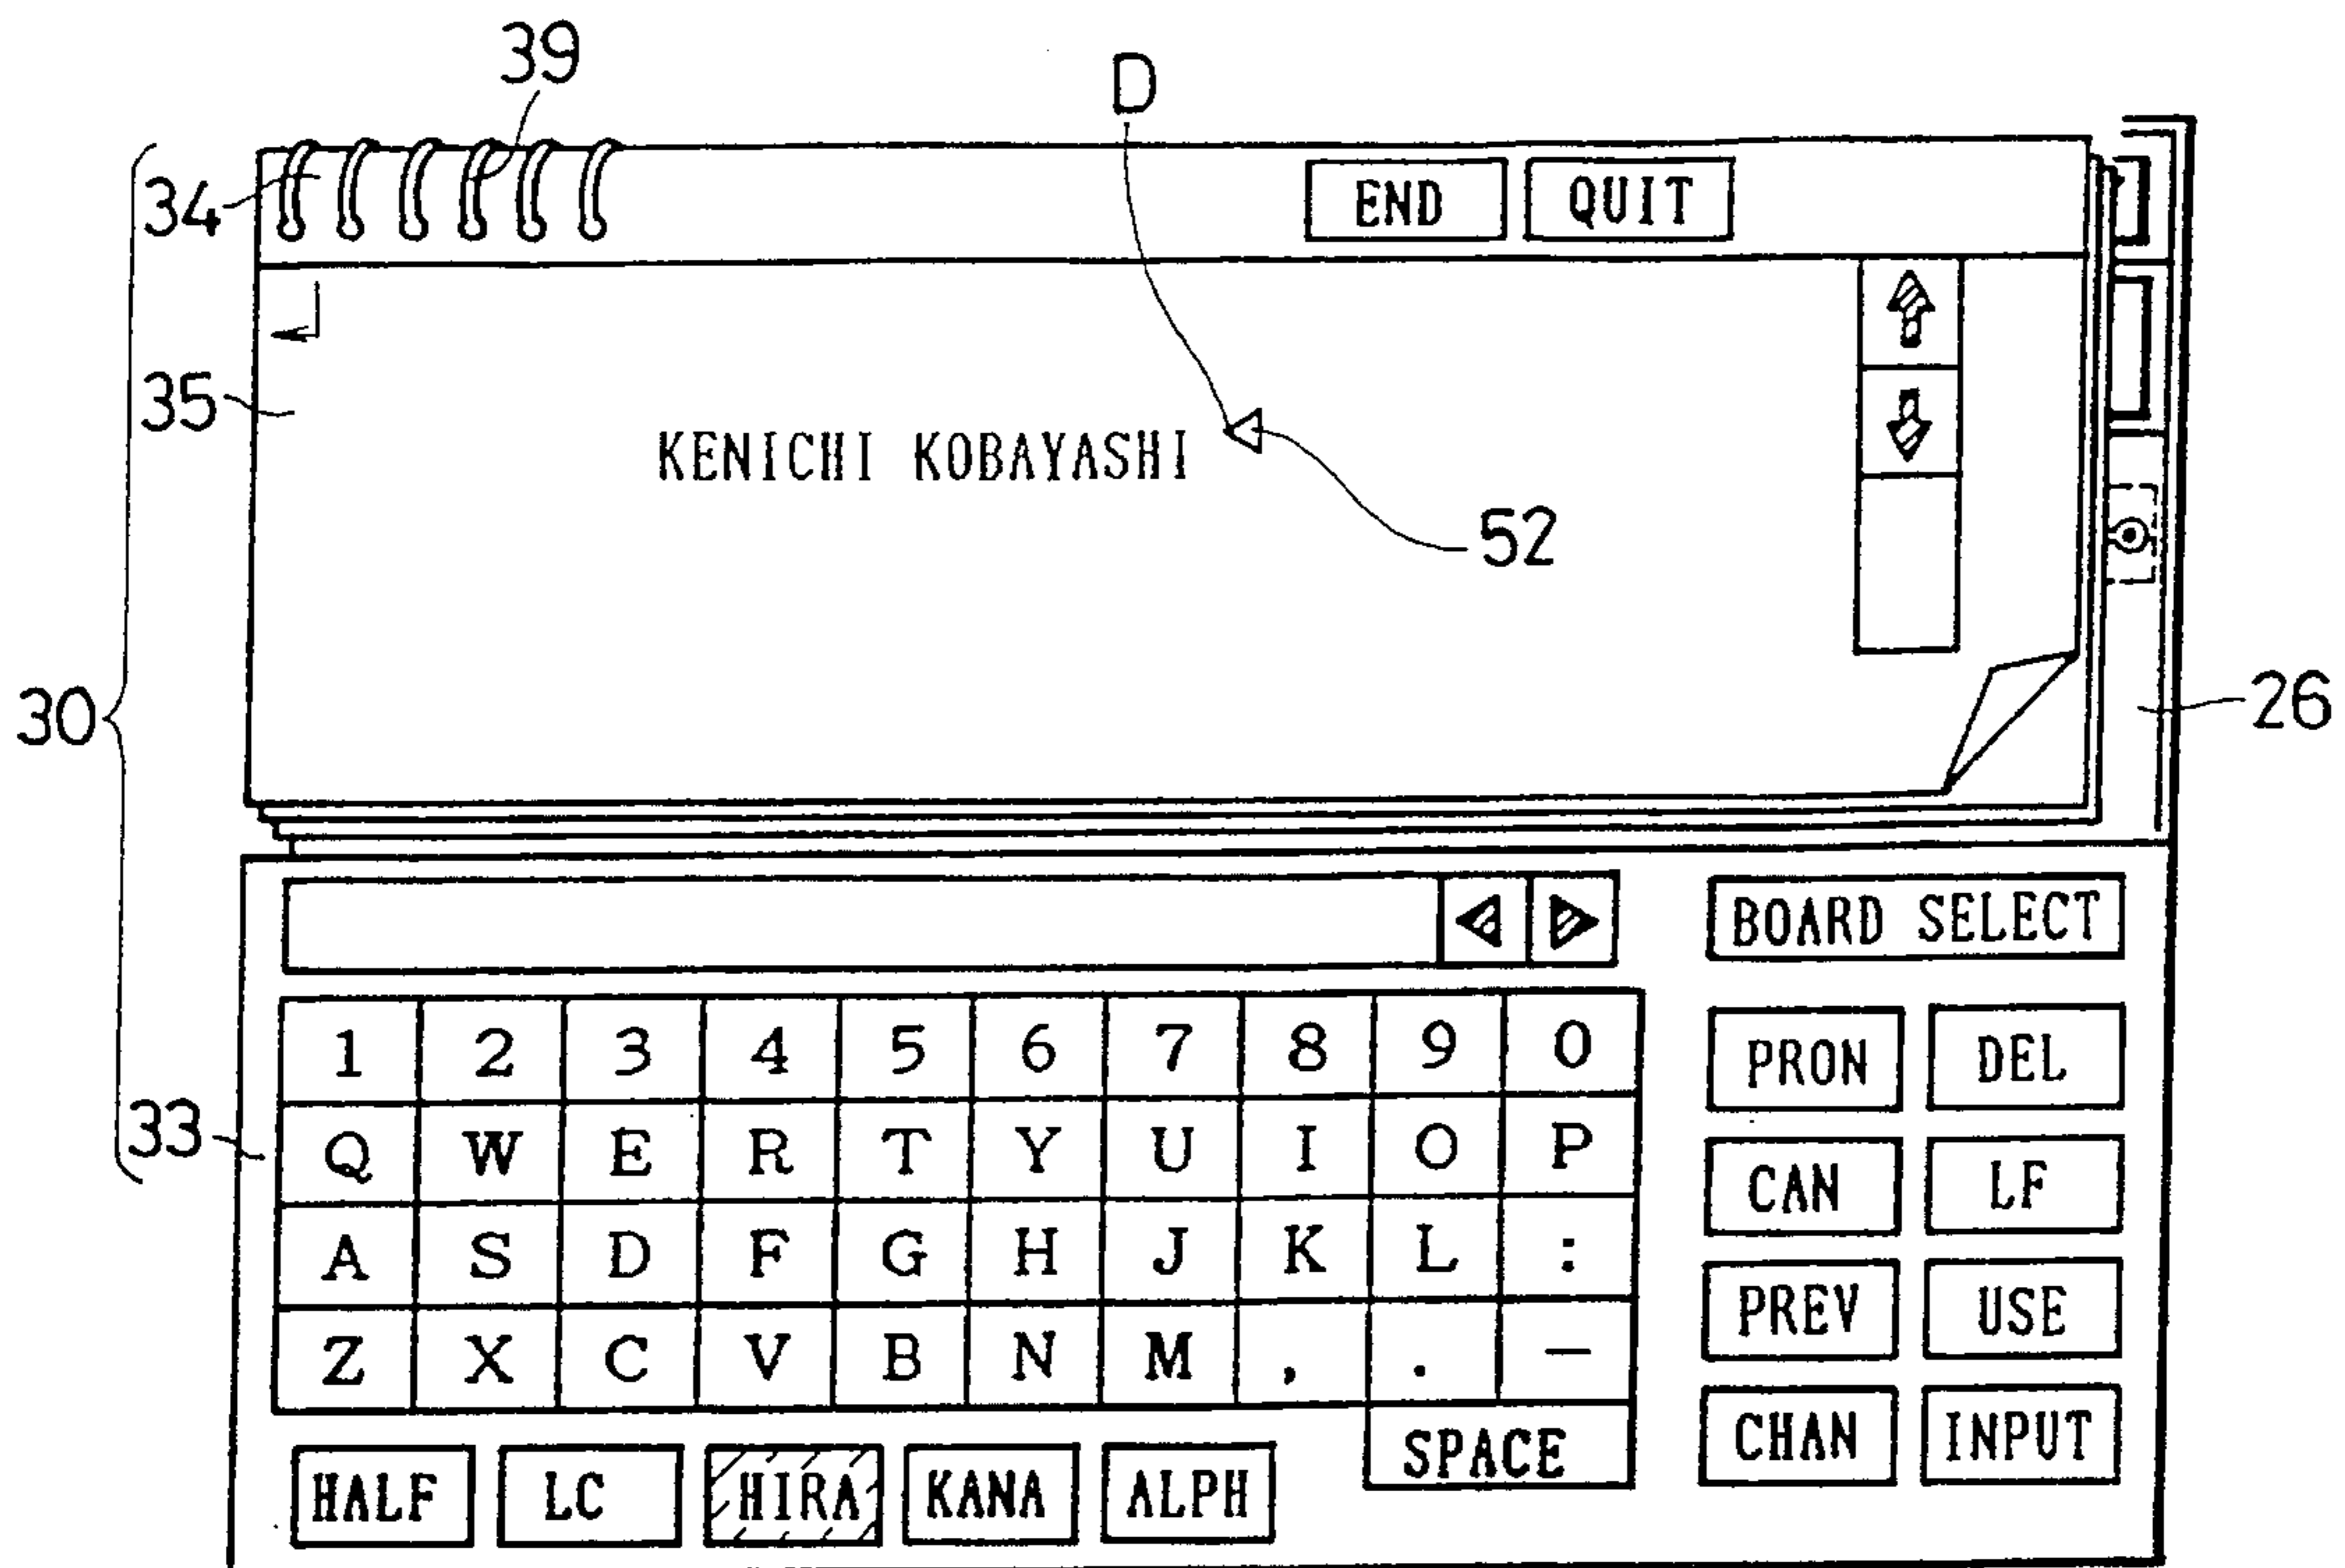 39
D
34
END QUIT
35
KENICHI KOBAYASHI
52
30
26
BOARD SELECT
1 2 3 4 5 6 7 8 9 0
PRON DEL
33
Q W E R T Y U I O P
CAN LF
A S D F G H J K L :
PREV USE
Z X C V B N M , . —
CHAN INPUT
SPACE
HALF LC HIRA KANA ALPH